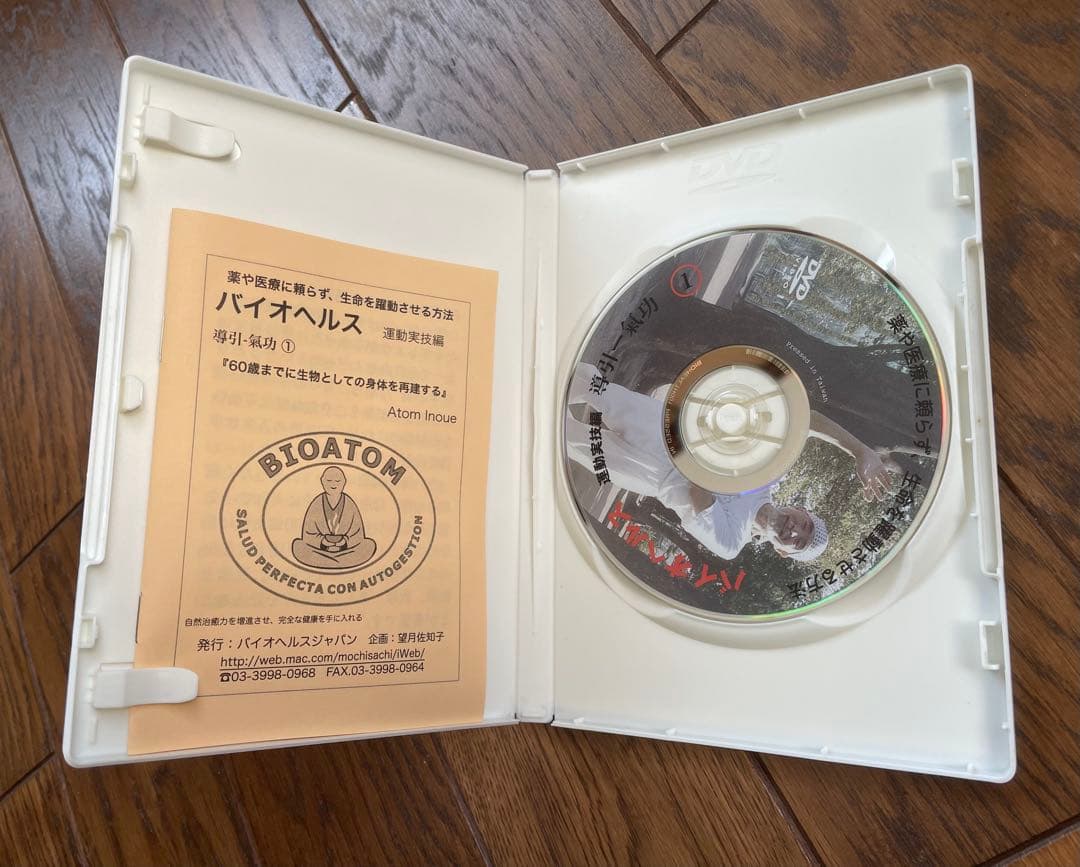 薬や医療に頼らず、生命を躍動させる方法
バイオヘルス 運動実技編
導引-氣功 ①
『60歳までに生物としての身体を再建する』
Atom Inoue
BIOATOM
SALUD PERFECTA CON AUTOGESTION
自然治癒力を増進させ、完全な健康を手に入れる
発行：バイオヘルスジャパン 企画：望月佐知子
http://web.mac.com/mochisachi/iWeb/
☎03-3998-0968 FAX.03-3998-0964
DVD
薬や医療に頼らず、生命を躍動させる方法
バイオヘルス
運動実技編 導引ー氣功 ①
DVD
VIDEO
Pressed in Taiwan